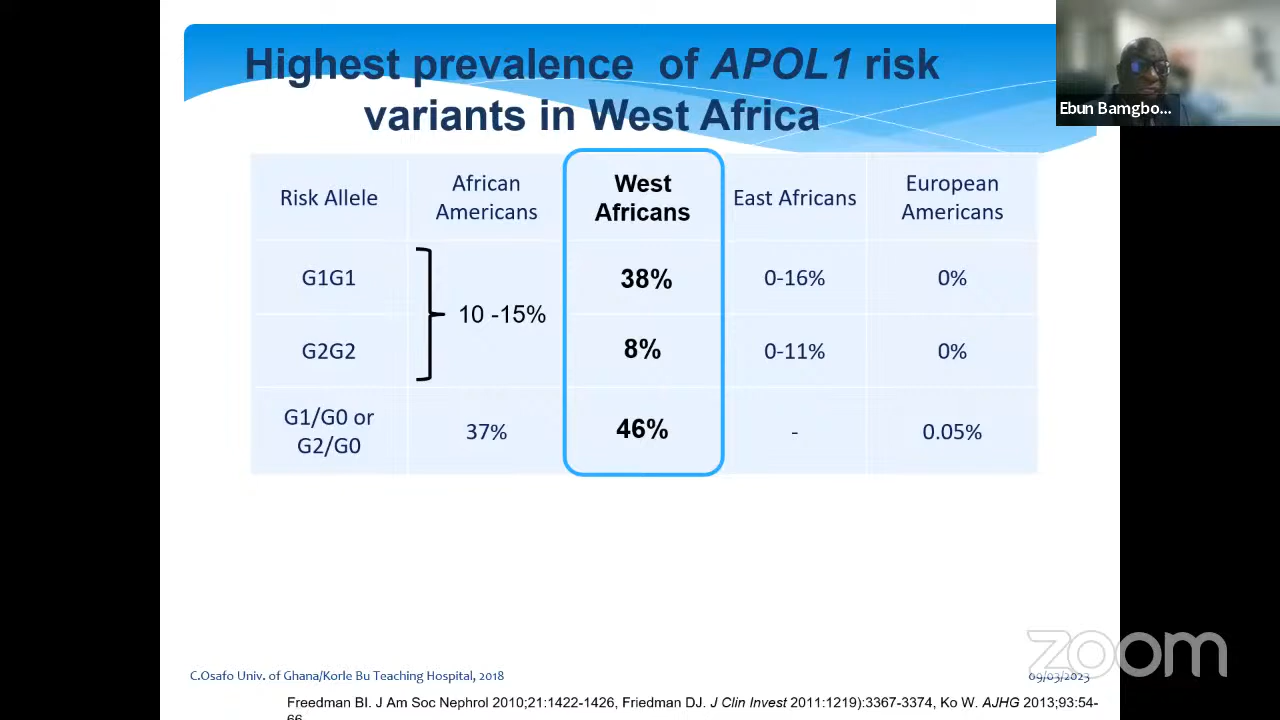 Highest prevalence of APOL1 risk
variants in West Africa
Ebun Bamgbo...
Risk Allele
African
Americans
West
Africans
East Africans
European
Americans
G1G1
10 -15%
38%
0-16%
0%
G2G2
8%
0-11%
0%
G1/G0 or
G2/G0
37%
46%
-
0.05%
zoom
C.Osafo Univ. of Ghana/Korle Bu Teaching Hospital, 2018
09/03/2023
Freedman BI. J Am Soc Nephrol 2010;21:1422-1426, Friedman DJ. J Clin Invest 2011:1219):3367-3374, Ko W. AJHG 2013;93:54-
66